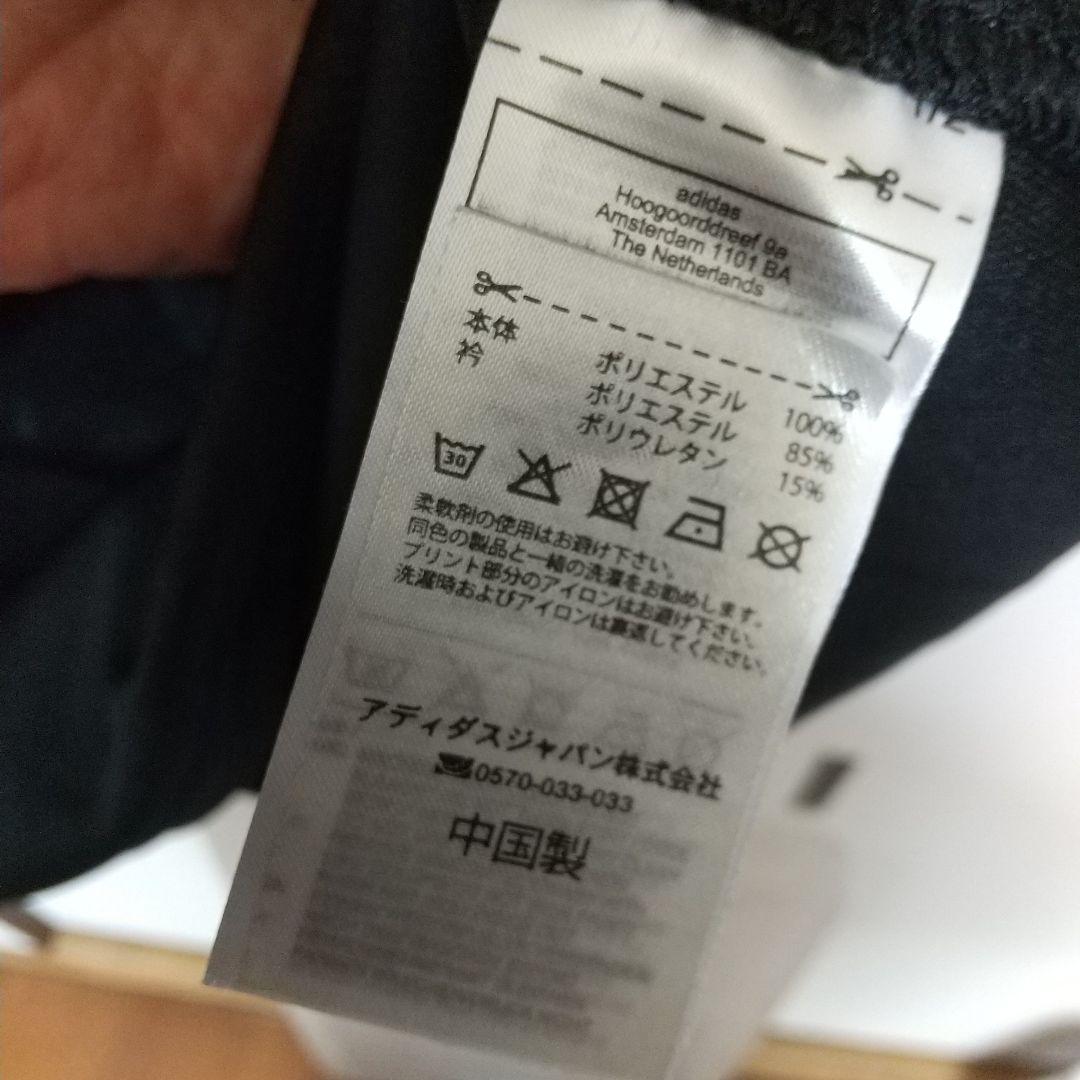 adidas
Hoogoorddreef 9a
Amsterdam 1101 BA
The Netherlands
本体 ポリエステル 100%
衿 ポリエステル 85%
ポリウレタン 15%
30
柔軟剤の使用はお避け下さい。
同色の製品と一緒の洗濯をお勧めします。
プリント部分のアイロンはお避け下さい。
洗濯時およびアイロンは裏返してください。
アディダスジャパン株式会社
0570-033-033
中国製